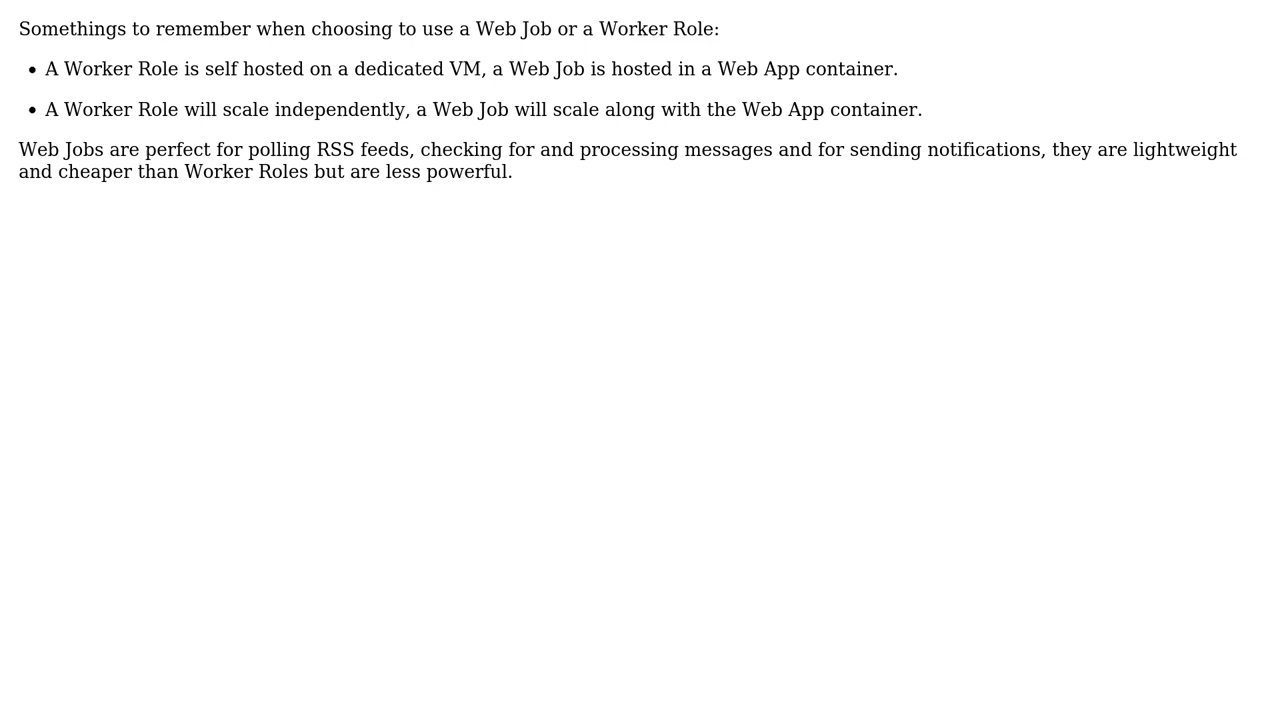 Somethings to remember when choosing to use a Web Job or a Worker Role:
• A Worker Role is self hosted on a dedicated VM, a Web Job is hosted in a Web App container.
• A Worker Role will scale independently, a Web Job will scale along with the Web App container.
Web Jobs are perfect for polling RSS feeds, checking for and processing messages and for sending notifications, they are lightweight
and cheaper than Worker Roles but are less powerful.